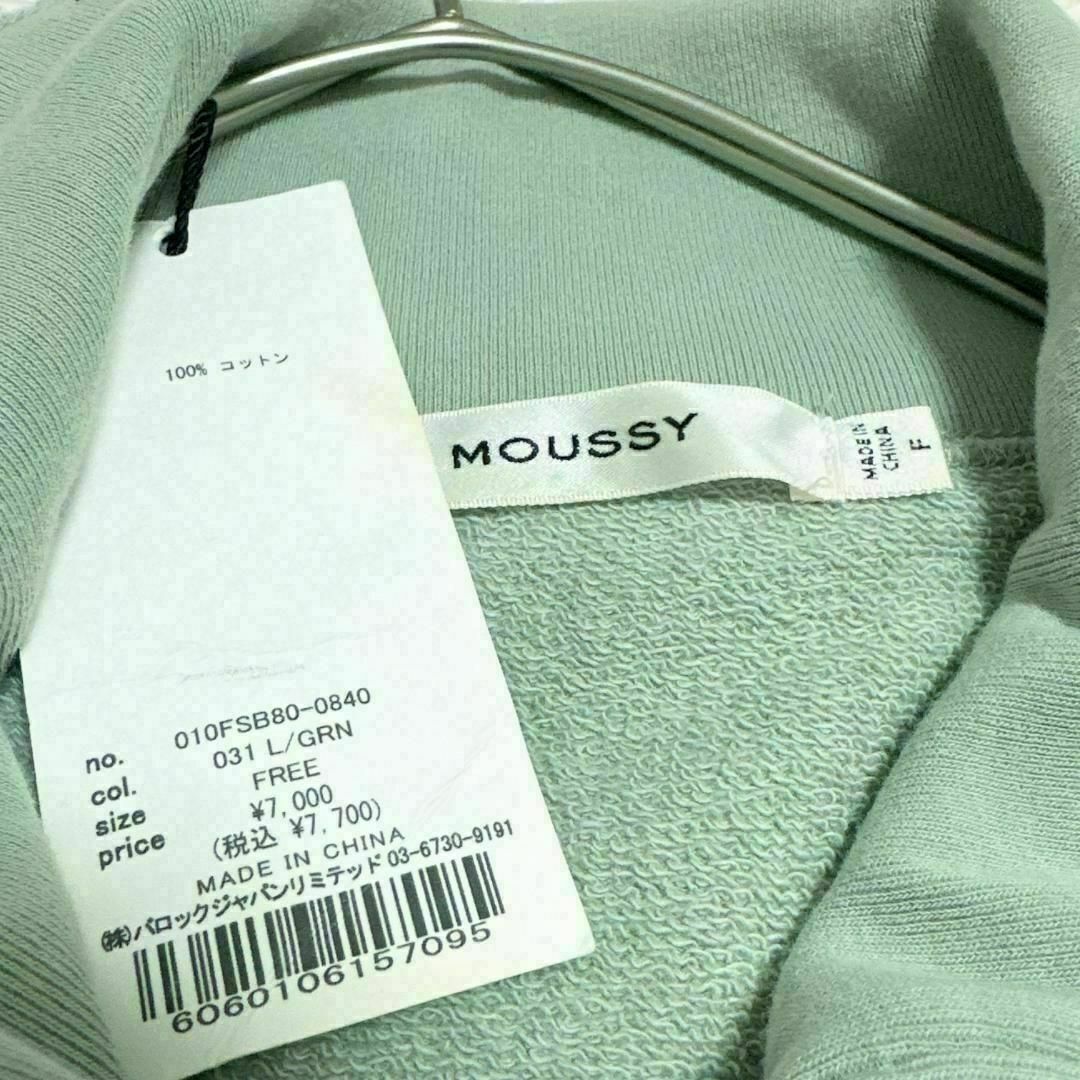 100% コットン
MOUSSY
MADE IN
CHINA
F
no. 010FSB80-0840
col. 031 L/GRN
size FREE
price ¥7,000
(税込 ¥7,700)
MADE IN CHINA
㈱バロックジャパンリミテッド 03-6730-9191
6060106157095